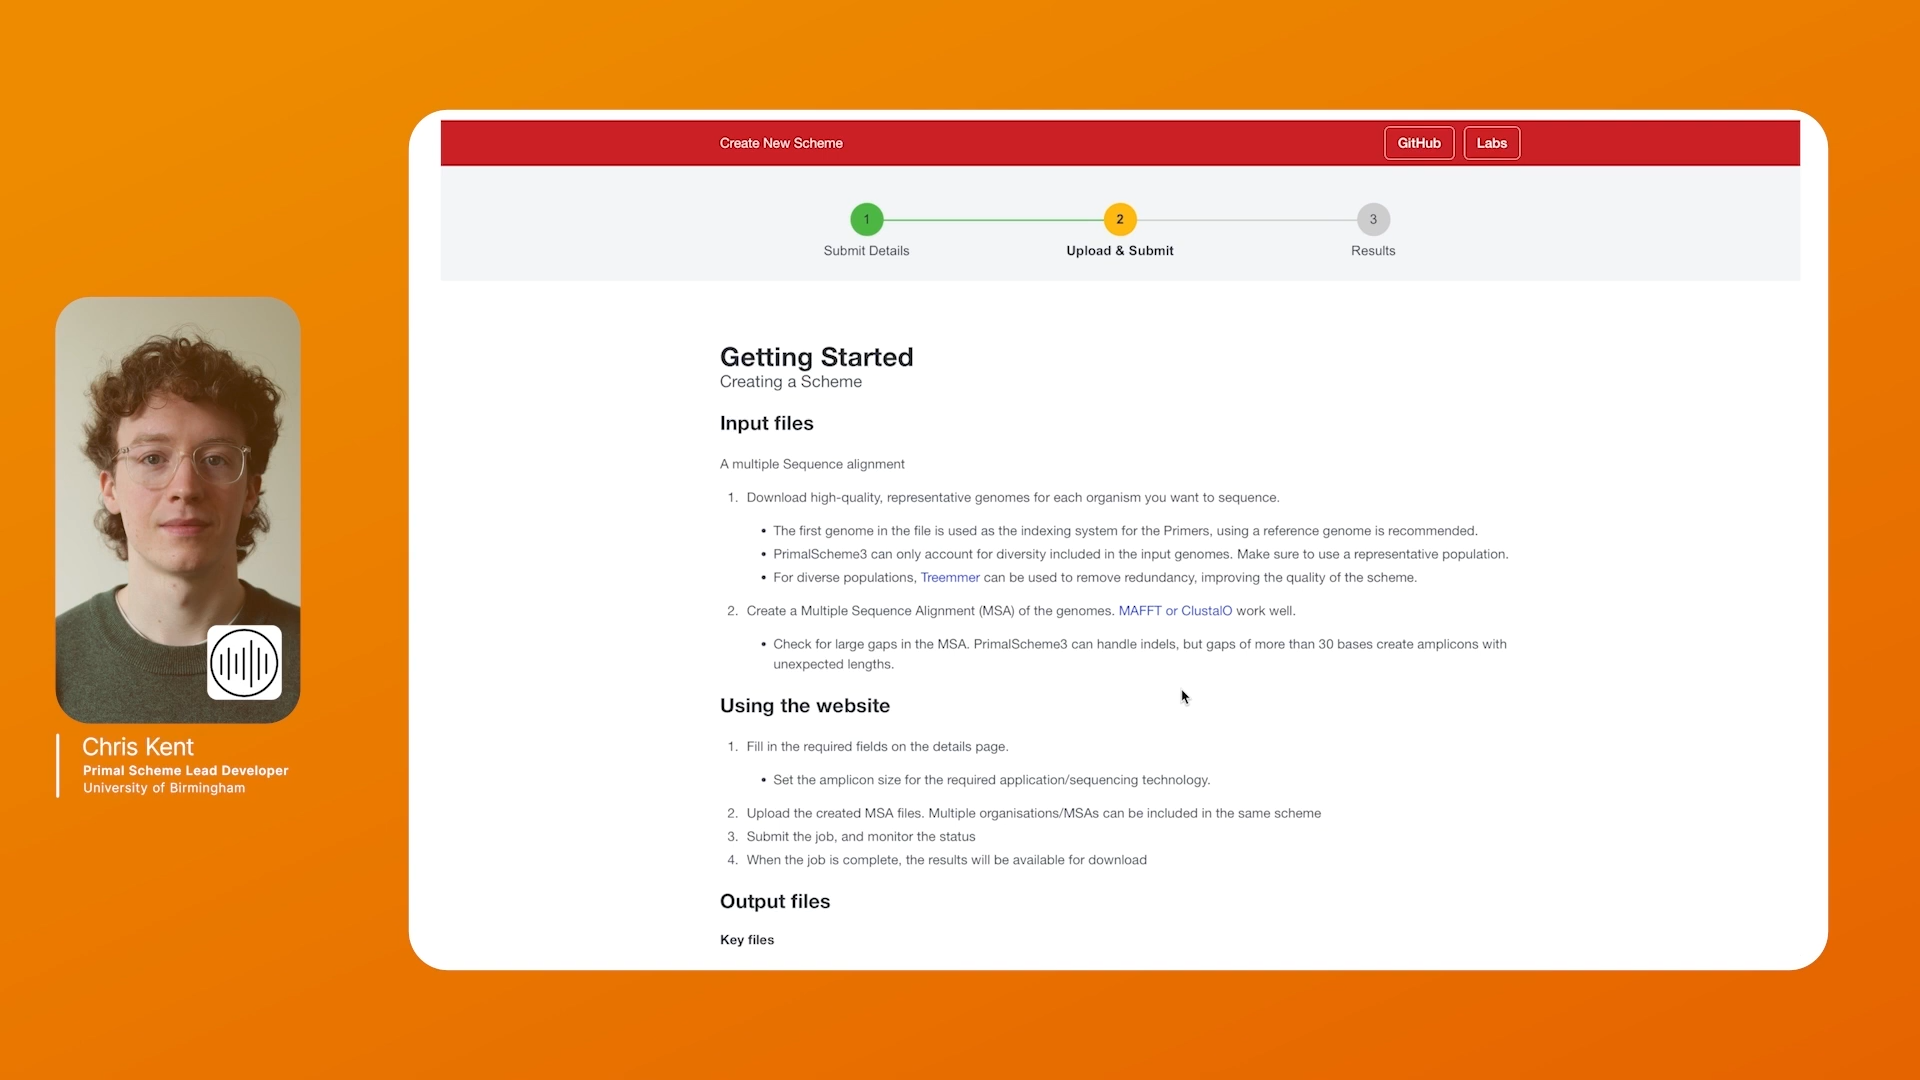 Create New Scheme
GitHub
Labs
1
2
3
Submit Details
Upload & Submit
Results
Getting Started
Creating a Scheme
Input files
A multiple Sequence alignment
1. Download high-quality, representative genomes for each organism you want to sequence.
• The first genome in the file is used as the indexing system for the Primers, using a reference genome is recommended.
• PrimalScheme3 can only account for diversity included in the input genomes. Make sure to use a representative population.
• For diverse populations, Treemmer can be used to remove redundancy, improving the quality of the scheme.
2. Create a Multiple Sequence Alignment (MSA) of the genomes. MAFFT or ClustalO work well.
• Check for large gaps in the MSA. PrimalScheme3 can handle indels, but gaps of more than 30 bases create amplicons with
unexpected lengths.
Using the website
1. Fill in the required fields on the details page.
• Set the amplicon size for the required application/sequencing technology.
2. Upload the created MSA files. Multiple organisations/MSAs can be included in the same scheme
3. Submit the job, and monitor the status
4. When the job is complete, the results will be available for download
Output files
Key files
Chris Kent
Primal Scheme Lead Developer
University of Birmingham